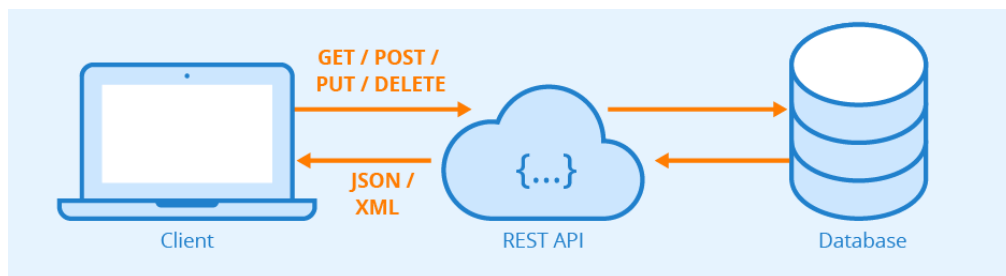 GET / POST /
PUT / DELETE
{...}
JSON /
XML
Client
REST API
Database